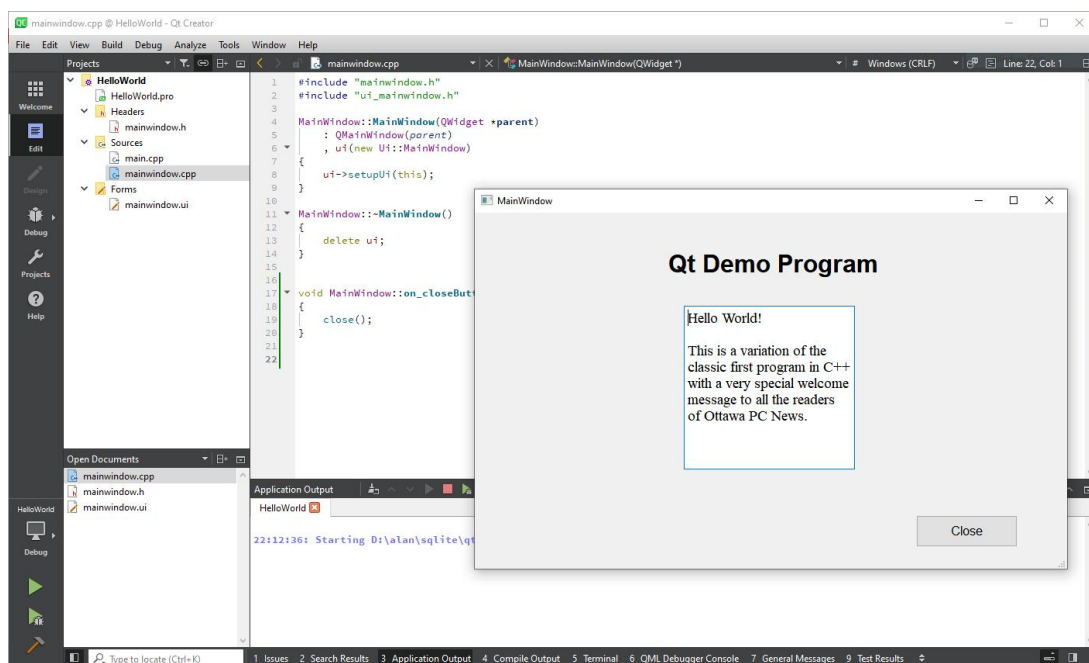 mainwindow.cpp @ HelloWorld - Qt Creator
File Edit View Build Debug Analyze Tools Window Help
Projects
mainwindow.cpp
MainWindow::MainWindow(QWidget *)
# Windows (CRLF)
Line: 22, Col: 1
Welcome
Edit
Design
Debug
Projects
Help
HelloWorld
HelloWorld.pro
Headers
mainwindow.h
Sources
main.cpp
mainwindow.cpp
Forms
mainwindow.ui
1 #include "mainwindow.h"
2 #include "ui_mainwindow.h"
3
4 MainWindow::MainWindow(QWidget *parent)
5 : QMainWindow(parent)
6 , ui(new Ui::MainWindow)
7 {
8 ui->setupUi(this);
9 }
10
11 MainWindow::~MainWindow()
12 {
13 delete ui;
14 }
15
16
17 void MainWindow::on_closeButt
18 {
19 close();
20 }
21
22
MainWindow
Qt Demo Program
Hello World!
This is a variation of the
classic first program in C++
with a very special welcome
message to all the readers
of Ottawa PC News.
Close
Open Documents
mainwindow.cpp
mainwindow.h
mainwindow.ui
Application Output
HelloWorld
22:12:36: Starting D:\alan\sqlite\qt
HelloWorld
Debug
Type to locate (Ctrl+K)
1 Issues 2 Search Results 3 Application Output 4 Compile Output 5 Terminal 6 QML Debugger Console 7 General Messages 9 Test Results